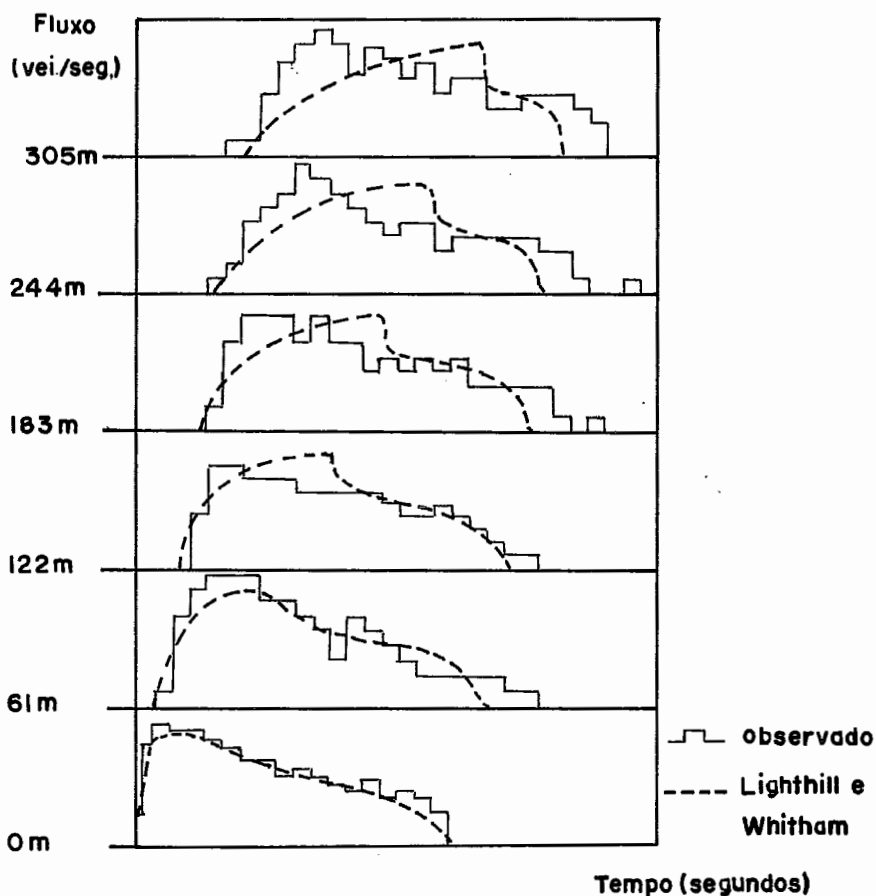 Fluxo
(vei./seg.)
305m
244m
183m
122m
61m
0m
observado
Lighthill e
Whitham
Tempo (segundos)